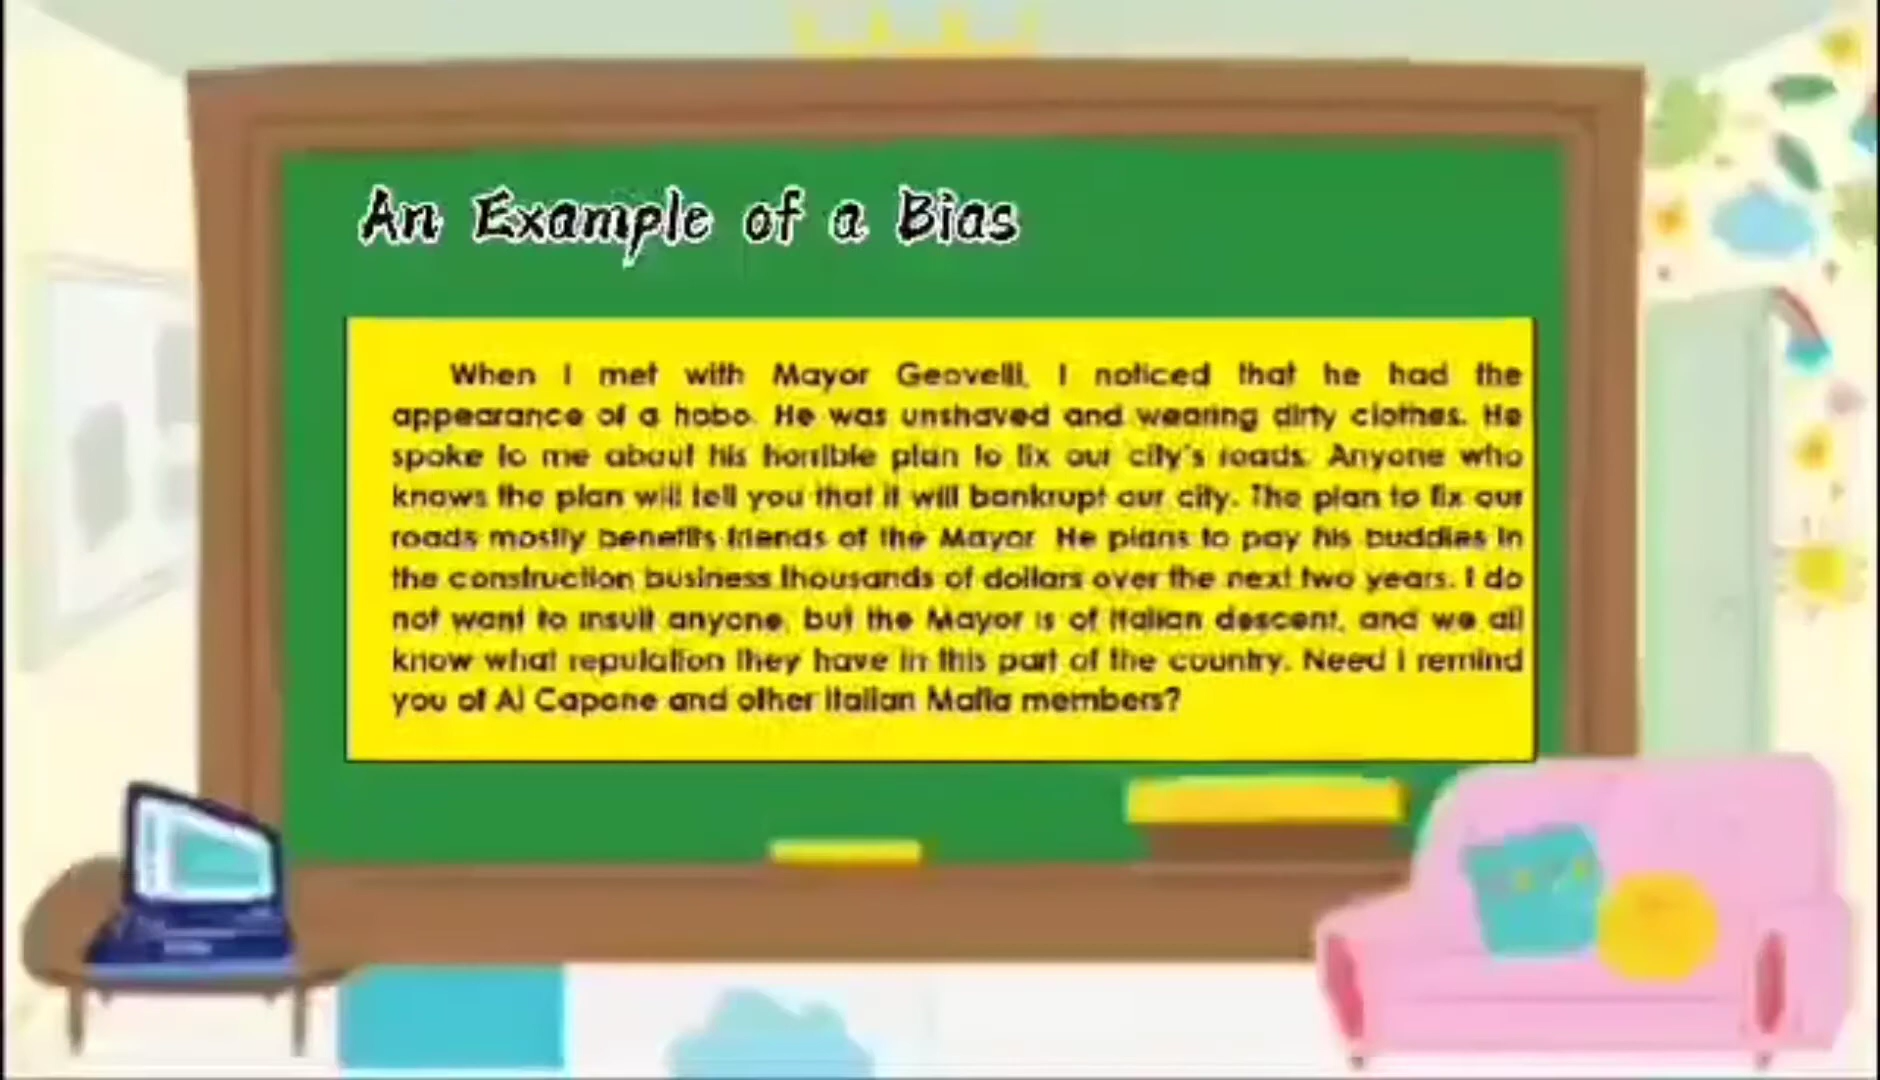 An Example of a Bias
When I met with Mayor Geovelli, I noticed that he had the
appearance of a hobo. He was unshaved and wearing dirty clothes. He
spoke to me about his horrible plan to fix our city's roads. Anyone who
knows the plan will tell you that it will bankrupt our city. The plan to fix our
roads mostly benefits friends of the Mayor. He plans to pay his buddies in
the construction business thousands of dollars over the next two years. I do
not want to insult anyone, but the Mayor is of Italian descent, and we all
know what reputation they have in this part of the country. Need I remind
you of Al Capone and other Italian Mafia members?